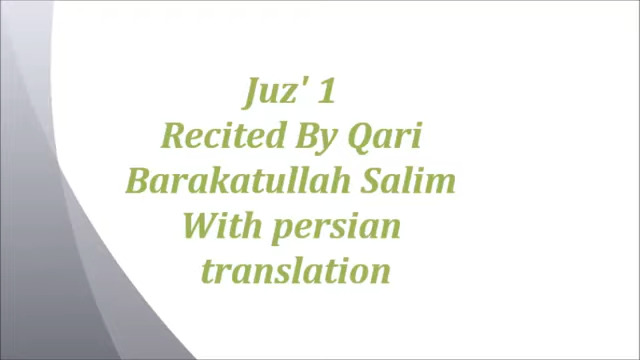 Juz' 1
Recited By Qari
Barakatullah Salim
With persian
translation